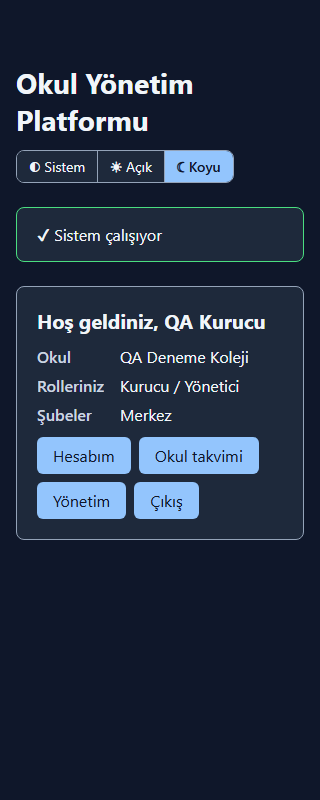 Okul Yönetim
Platformu
Sistem
Açık
Koyu
✓ Sistem çalışıyor
Hoş geldiniz, QA Kurucu
Okul QA Deneme Koleji
Rolleriniz Kurucu / Yönetici
Şubeler Merkez
Hesabım
Okul takvimi
Yönetim
Çıkış